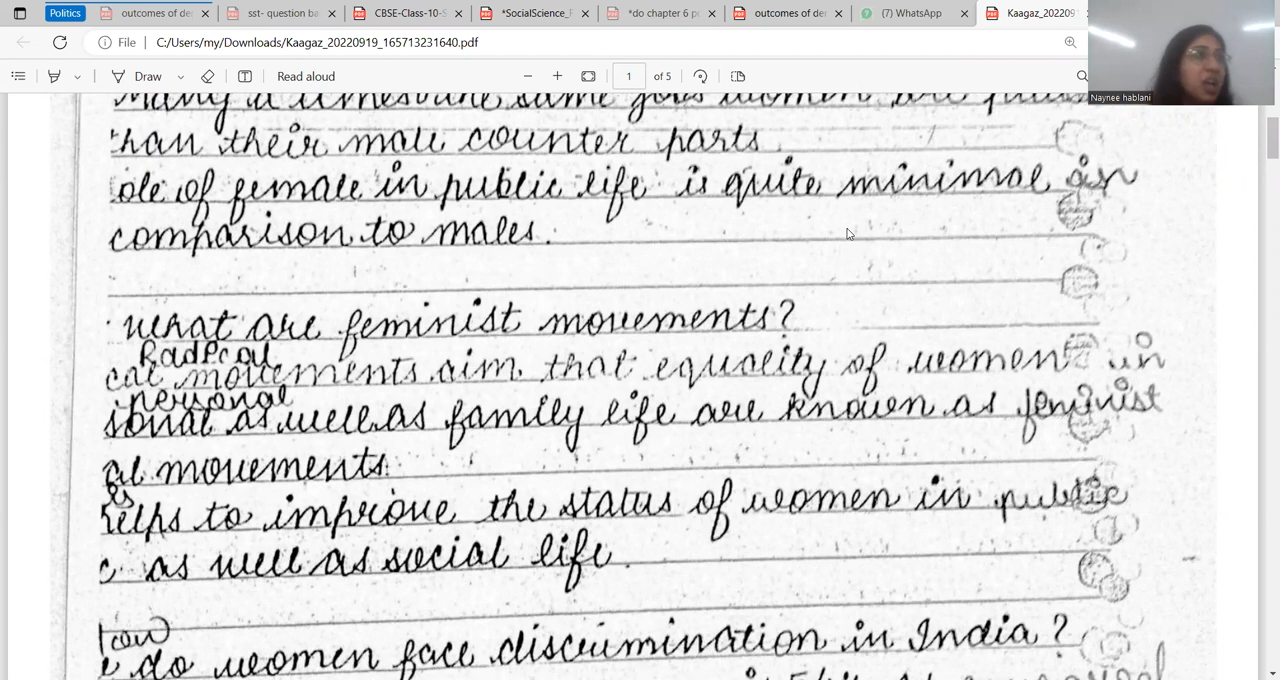 Politics
outcomes of de
sst- question ba
CBSE-Class-10-S
*SocialScience_F
*do chapter 6 p
outcomes of der
(7) WhatsApp
Kaagaz_202209
File C:/Users/my/Downloads/Kaagaz_20220919_165713231640.pdf
Draw
Read aloud
1 of 5
Naynee hablani
women are
than their male counter parts
ole of female in public life is quite minimal in
comparison to males.
what are feminist movements?
Radical
cal movements aim that equality of women in
personal
sonal as well as family life are known as feminist
al movements.
helps to improve the status of women in public
c as well as social life.
How
e do women face discrimination in India?